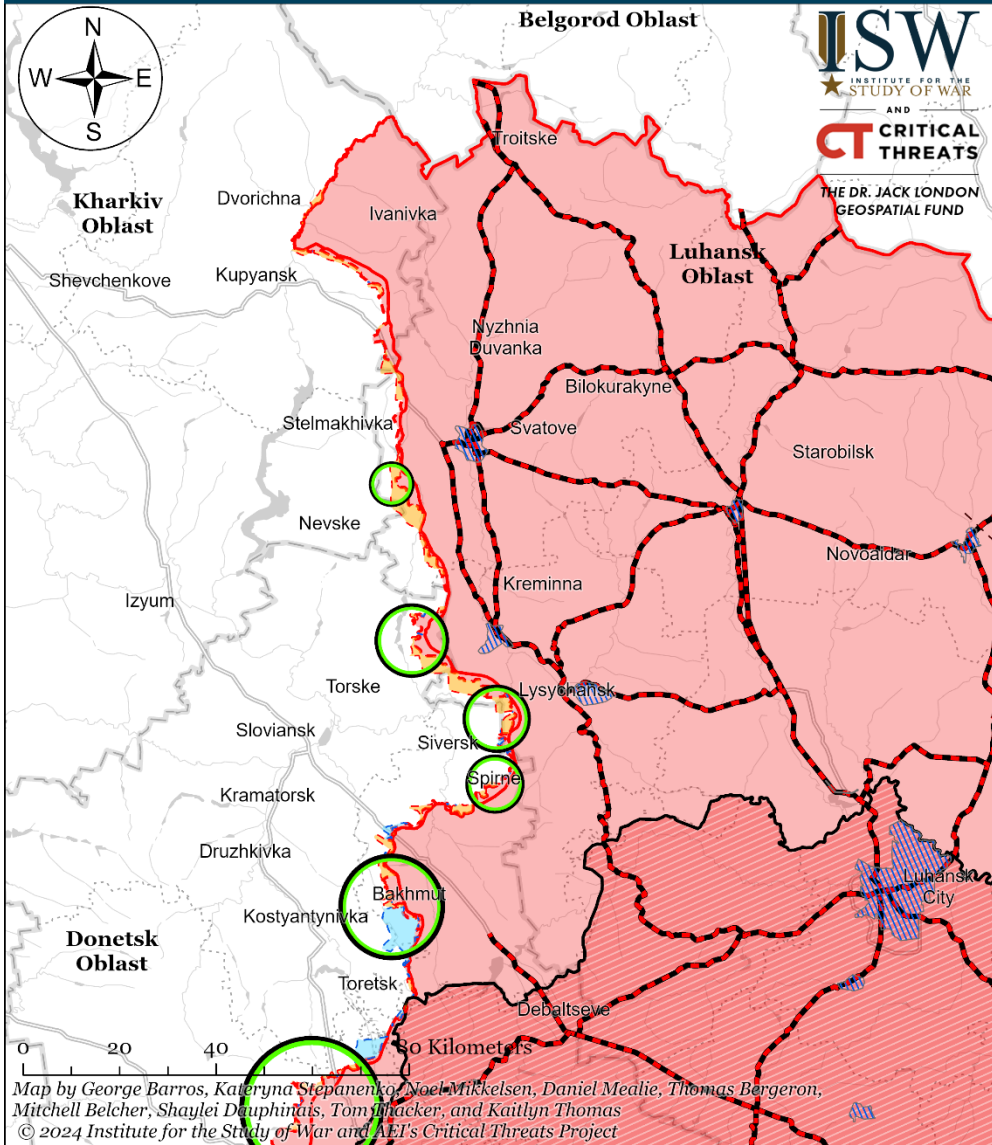 Belgorod Oblast
N
W
E
S
ISW
INSTITUTE FOR THE
STUDY OF WAR
AND
CT CRITICAL
THREATS
THE DR. JACK LONDON
GEOSPATIAL FUND
Troitske
Dvorichna
Kharkiv
Oblast
Ivanivka
Luhansk
Oblast
Shevchenkove
Kupyansk
Nyzhnia
Duvanka
Bilokurakyne
Stelmakhivka
Svatove
Starobilsk
Nevske
Novoaidar
Kreminna
Izyum
Torske
Lysychansk
Sloviansk
Siversk
Spirne
Kramatorsk
Druzhkivka
Bakhmut
Luhansk
City
Kostyantynivka
Donetsk
Oblast
Toretsk
Debaltseve
0 20 40 80 Kilometers
Map by George Barros, Kateryna Stepanenko, Noel Mikkelsen, Daniel Mealie, Thomas Bergeron,
Mitchell Belcher, Shaylei Dauphinais, Tom Thacker, and Kaitlyn Thomas
© 2024 Institute for the Study of War and AEI's Critical Threats Project